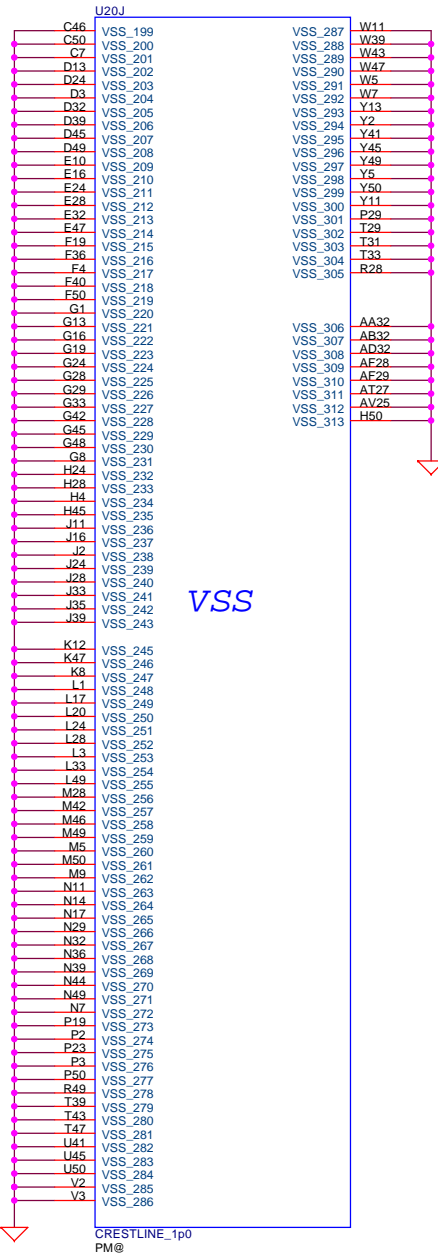 U20J
C46 VSS_199 VSS_287 W11
C50 VSS_200 VSS_288 W39
C7 VSS_201 VSS_289 W43
D13 VSS_202 VSS_290 W47
D24 VSS_203 VSS_291 W5
D3 VSS_204 VSS_292 W7
D32 VSS_205 VSS_293 Y13
D39 VSS_206 VSS_294 Y2
D45 VSS_207 VSS_295 Y41
D49 VSS_208 VSS_296 Y45
E10 VSS_209 VSS_297 Y49
E16 VSS_210 VSS_298 Y5
E24 VSS_211 VSS_299 Y50
E28 VSS_212 VSS_300 Y11
E32 VSS_213 VSS_301 P29
E47 VSS_214 VSS_302 T29
F19 VSS_215 VSS_303 T31
F36 VSS_216 VSS_304 T33
F4 VSS_217 VSS_305 R28
F40 VSS_218
F50 VSS_219
G1 VSS_220
G13 VSS_221 VSS_306 AA32
G16 VSS_222 VSS_307 AB32
G19 VSS_223 VSS_308 AD32
G24 VSS_224 VSS_309 AF28
G28 VSS_225 VSS_310 AF29
G29 VSS_226 VSS_311 AT27
G33 VSS_227 VSS_312 AV25
G42 VSS_228 VSS_313 H50
G45 VSS_229
G48 VSS_230
G8 VSS_231
H24 VSS_232
H28 VSS_233
H4 VSS_234
H45 VSS_235
J11 VSS_236
J16 VSS_237
J2 VSS_238
J24 VSS_239
J28 VSS_240
J33 VSS_241
J35 VSS_242
J39 VSS_243
VSS
K12 VSS_245
K47 VSS_246
K8 VSS_247
L1 VSS_248
L17 VSS_249
L20 VSS_250
L24 VSS_251
L28 VSS_252
L3 VSS_253
L33 VSS_254
L49 VSS_255
M28 VSS_256
M42 VSS_257
M46 VSS_258
M49 VSS_259
M5 VSS_260
M50 VSS_261
M9 VSS_262
N11 VSS_263
N14 VSS_264
N17 VSS_265
N29 VSS_266
N32 VSS_267
N36 VSS_268
N39 VSS_269
N44 VSS_270
N49 VSS_271
N7 VSS_272
P19 VSS_273
P2 VSS_274
P23 VSS_275
P3 VSS_276
P50 VSS_277
R49 VSS_278
T39 VSS_279
T43 VSS_280
T47 VSS_281
U41 VSS_282
U45 VSS_283
U50 VSS_284
V2 VSS_285
V3 VSS_286
CRESTLINE_1p0
PM@